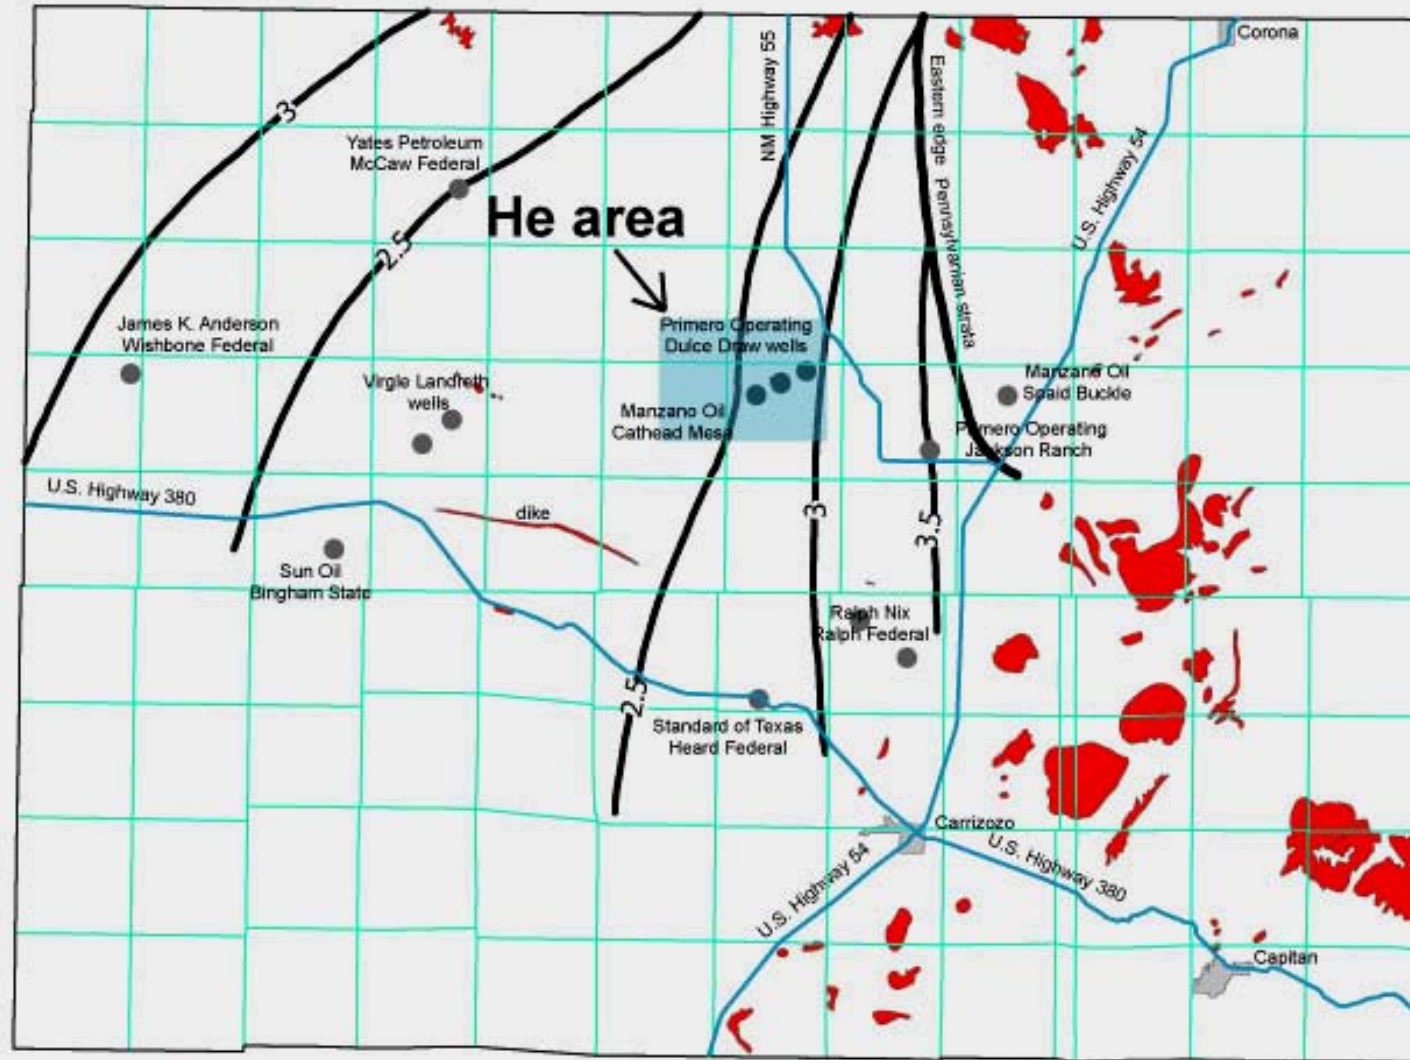 Corona
NM Highway 55
Eastern edge Pennsylvanian strata
3
Yates Petroleum
McCaw Federal
U.S. Highway 54
He area
2.5
James K. Anderson
Wishbone Federal
Primero Operating
Dulce Draw wells
Virgle Landreth
wells
Manzano Oil
Spaid Buckle
Manzano Oil
Cathead Mesa
Primero Operating
Jackson Ranch
U.S. Highway 380
dike
3
3.5
Sun Oil
Bingham State
Ralph Nix
Ralph Federal
2.5
Standard of Texas
Heard Federal
Carrizozo
U.S. Highway 54
U.S. Highway 380
Capitan